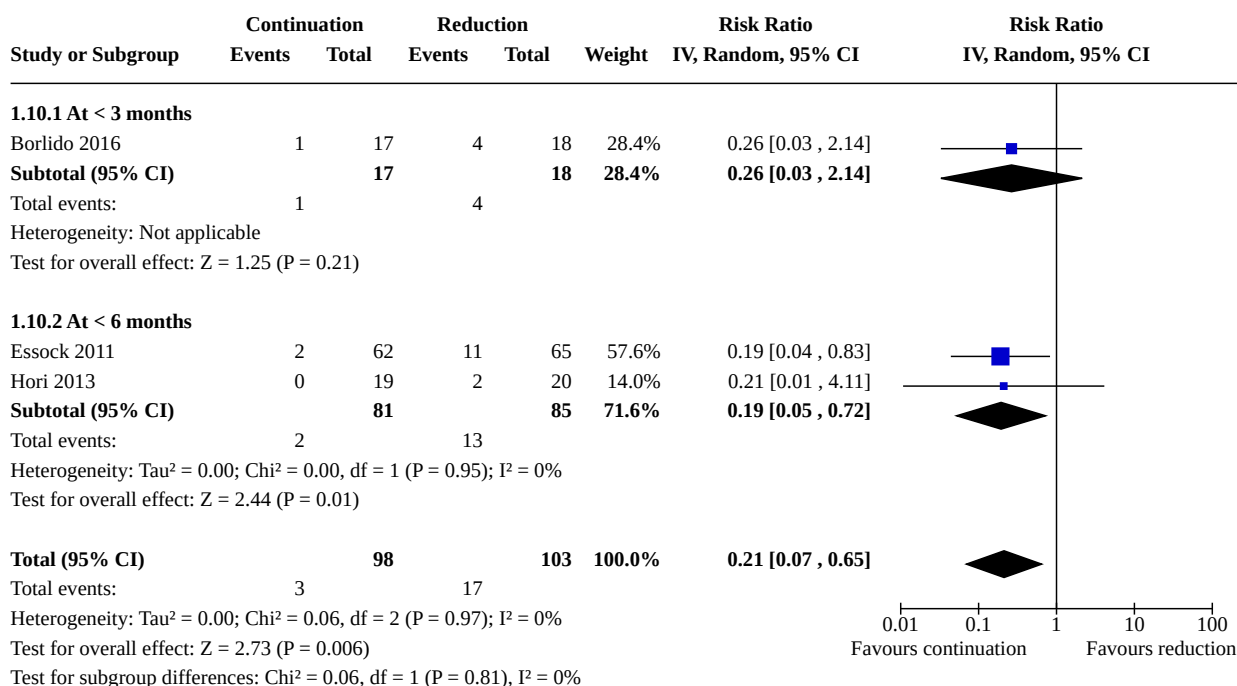 Continuation Reduction Risk Ratio Risk Ratio
Study or Subgroup Events Total Events Total Weight IV, Random, 95% CI IV, Random, 95% CI
1.10.1 At < 3 months
Borlido 2016 1 17 4 18 28.4% 0.26 [0.03 , 2.14]
Subtotal (95% CI) 17 18 28.4% 0.26 [0.03 , 2.14]
Total events: 1 4
Heterogeneity: Not applicable
Test for overall effect: Z = 1.25 (P = 0.21)
1.10.2 At < 6 months
Essock 2011 2 62 11 65 57.6% 0.19 [0.04 , 0.83]
Hori 2013 0 19 2 20 14.0% 0.21 [0.01 , 4.11]
Subtotal (95% CI) 81 85 71.6% 0.19 [0.05 , 0.72]
Total events: 2 13
Heterogeneity: Tau² = 0.00; Chi² = 0.00, df = 1 (P = 0.95); I² = 0%
Test for overall effect: Z = 2.44 (P = 0.01)
Total (95% CI) 98 103 100.0% 0.21 [0.07 , 0.65]
Total events: 3 17
Heterogeneity: Tau² = 0.00; Chi² = 0.06, df = 2 (P = 0.97); I² = 0%
0.01 0.1 1 10 100
Test for overall effect: Z = 2.73 (P = 0.006)
Favours continuation Favours reduction
Test for subgroup differences: Chi² = 0.06, df = 1 (P = 0.81), I² = 0%